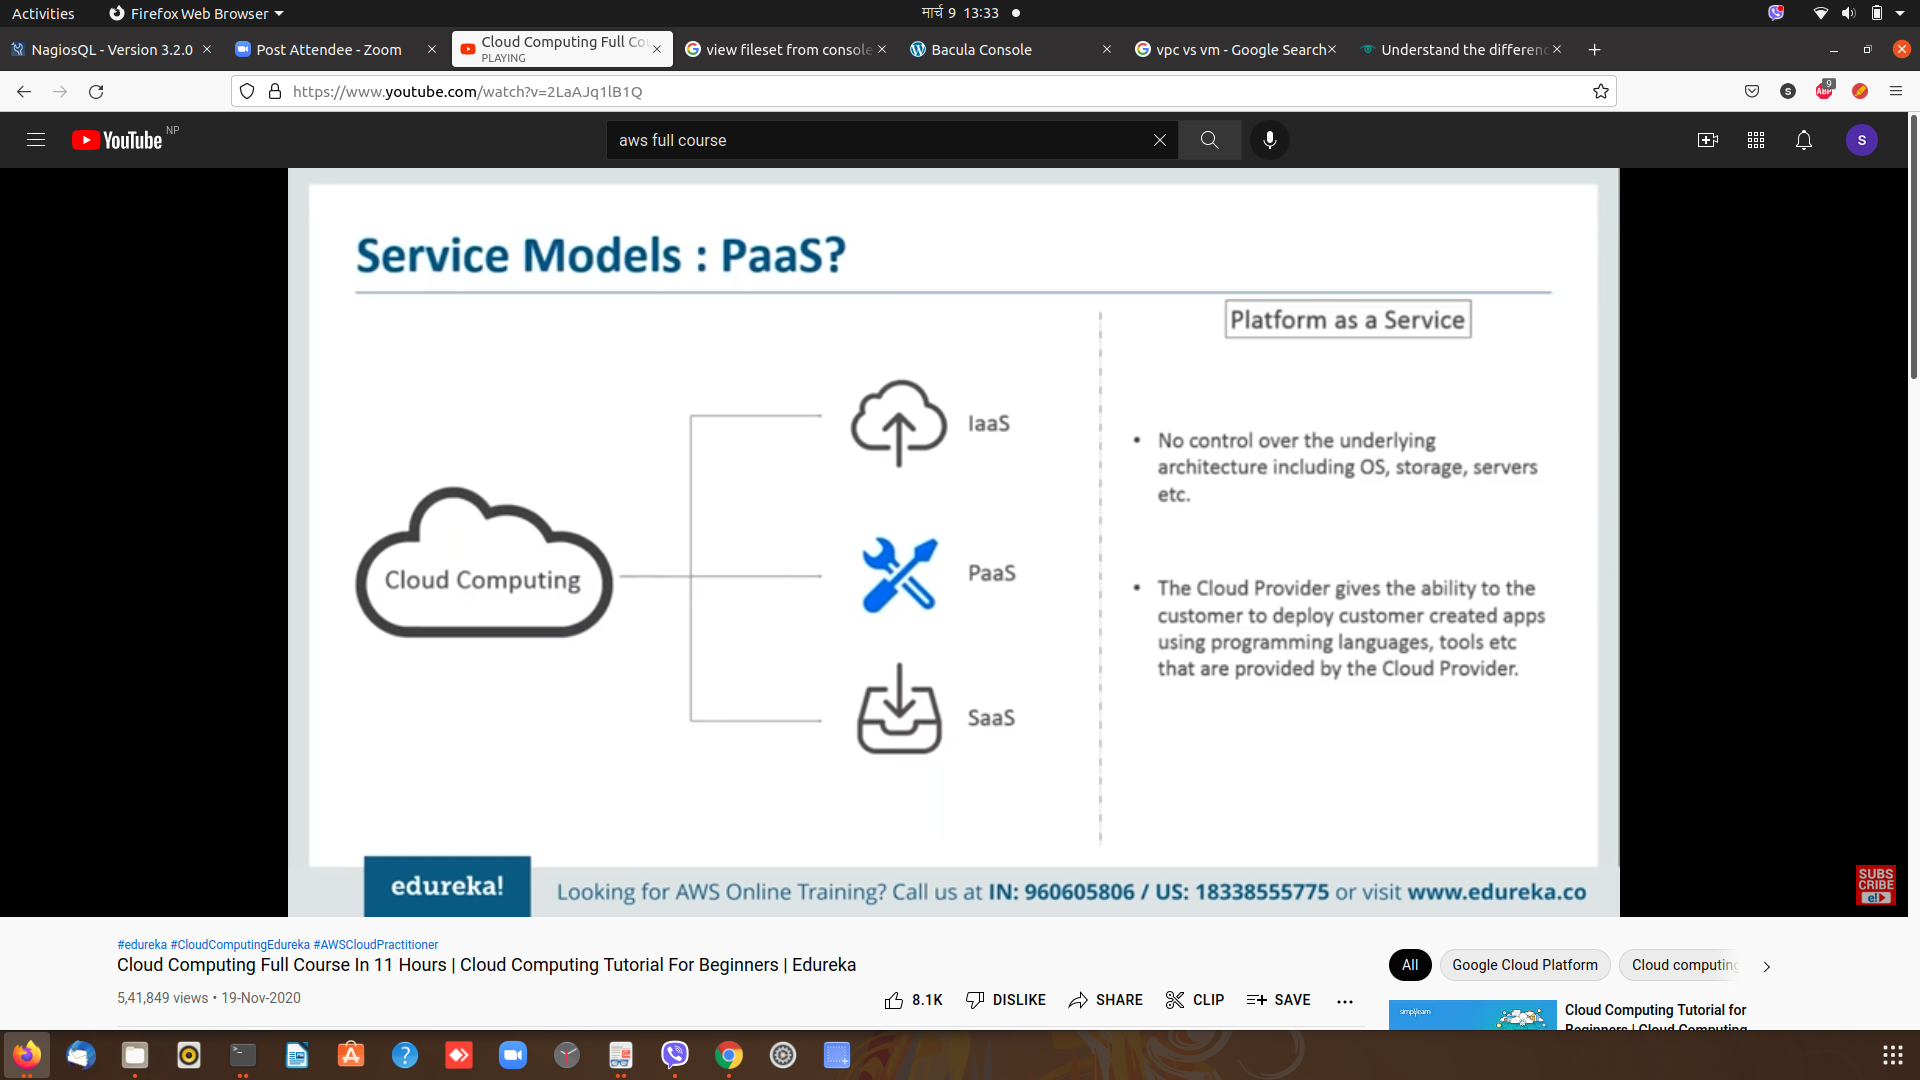 Activities
Firefox Web Browser
मार्च 9 13:33
NagiosQL - Version 3.2.0
Post Attendee - Zoom
Cloud Computing Full Co
PLAYING
view fileset from console
Bacula Console
vpc vs vm - Google Search
Understand the differen
https://www.youtube.com/watch?v=2LaAJq1lB1Q
S
9
ABP
YouTube NP
aws full course
S
Service Models : PaaS?
Platform as a Service
IaaS
• No control over the underlying
architecture including OS, storage, servers
etc.
Cloud Computing
PaaS
• The Cloud Provider gives the ability to the
customer to deploy customer created apps
using programming languages, tools etc
that are provided by the Cloud Provider.
SaaS
edureka!
Looking for AWS Online Training? Call us at IN: 960605806 / US: 18338555775 or visit www.edureka.co
SUBS
CRIBE
e!
#edureka #CloudComputingEdureka #AWSCloudPractitioner
Cloud Computing Full Course In 11 Hours | Cloud Computing Tutorial For Beginners | Edureka
5,41,849 views • 19-Nov-2020
8.1K
DISLIKE
SHARE
CLIP
SAVE
All
Google Cloud Platform
Cloud computing
simplilearn
Cloud Computing Tutorial for
Beginners | Cloud Computing